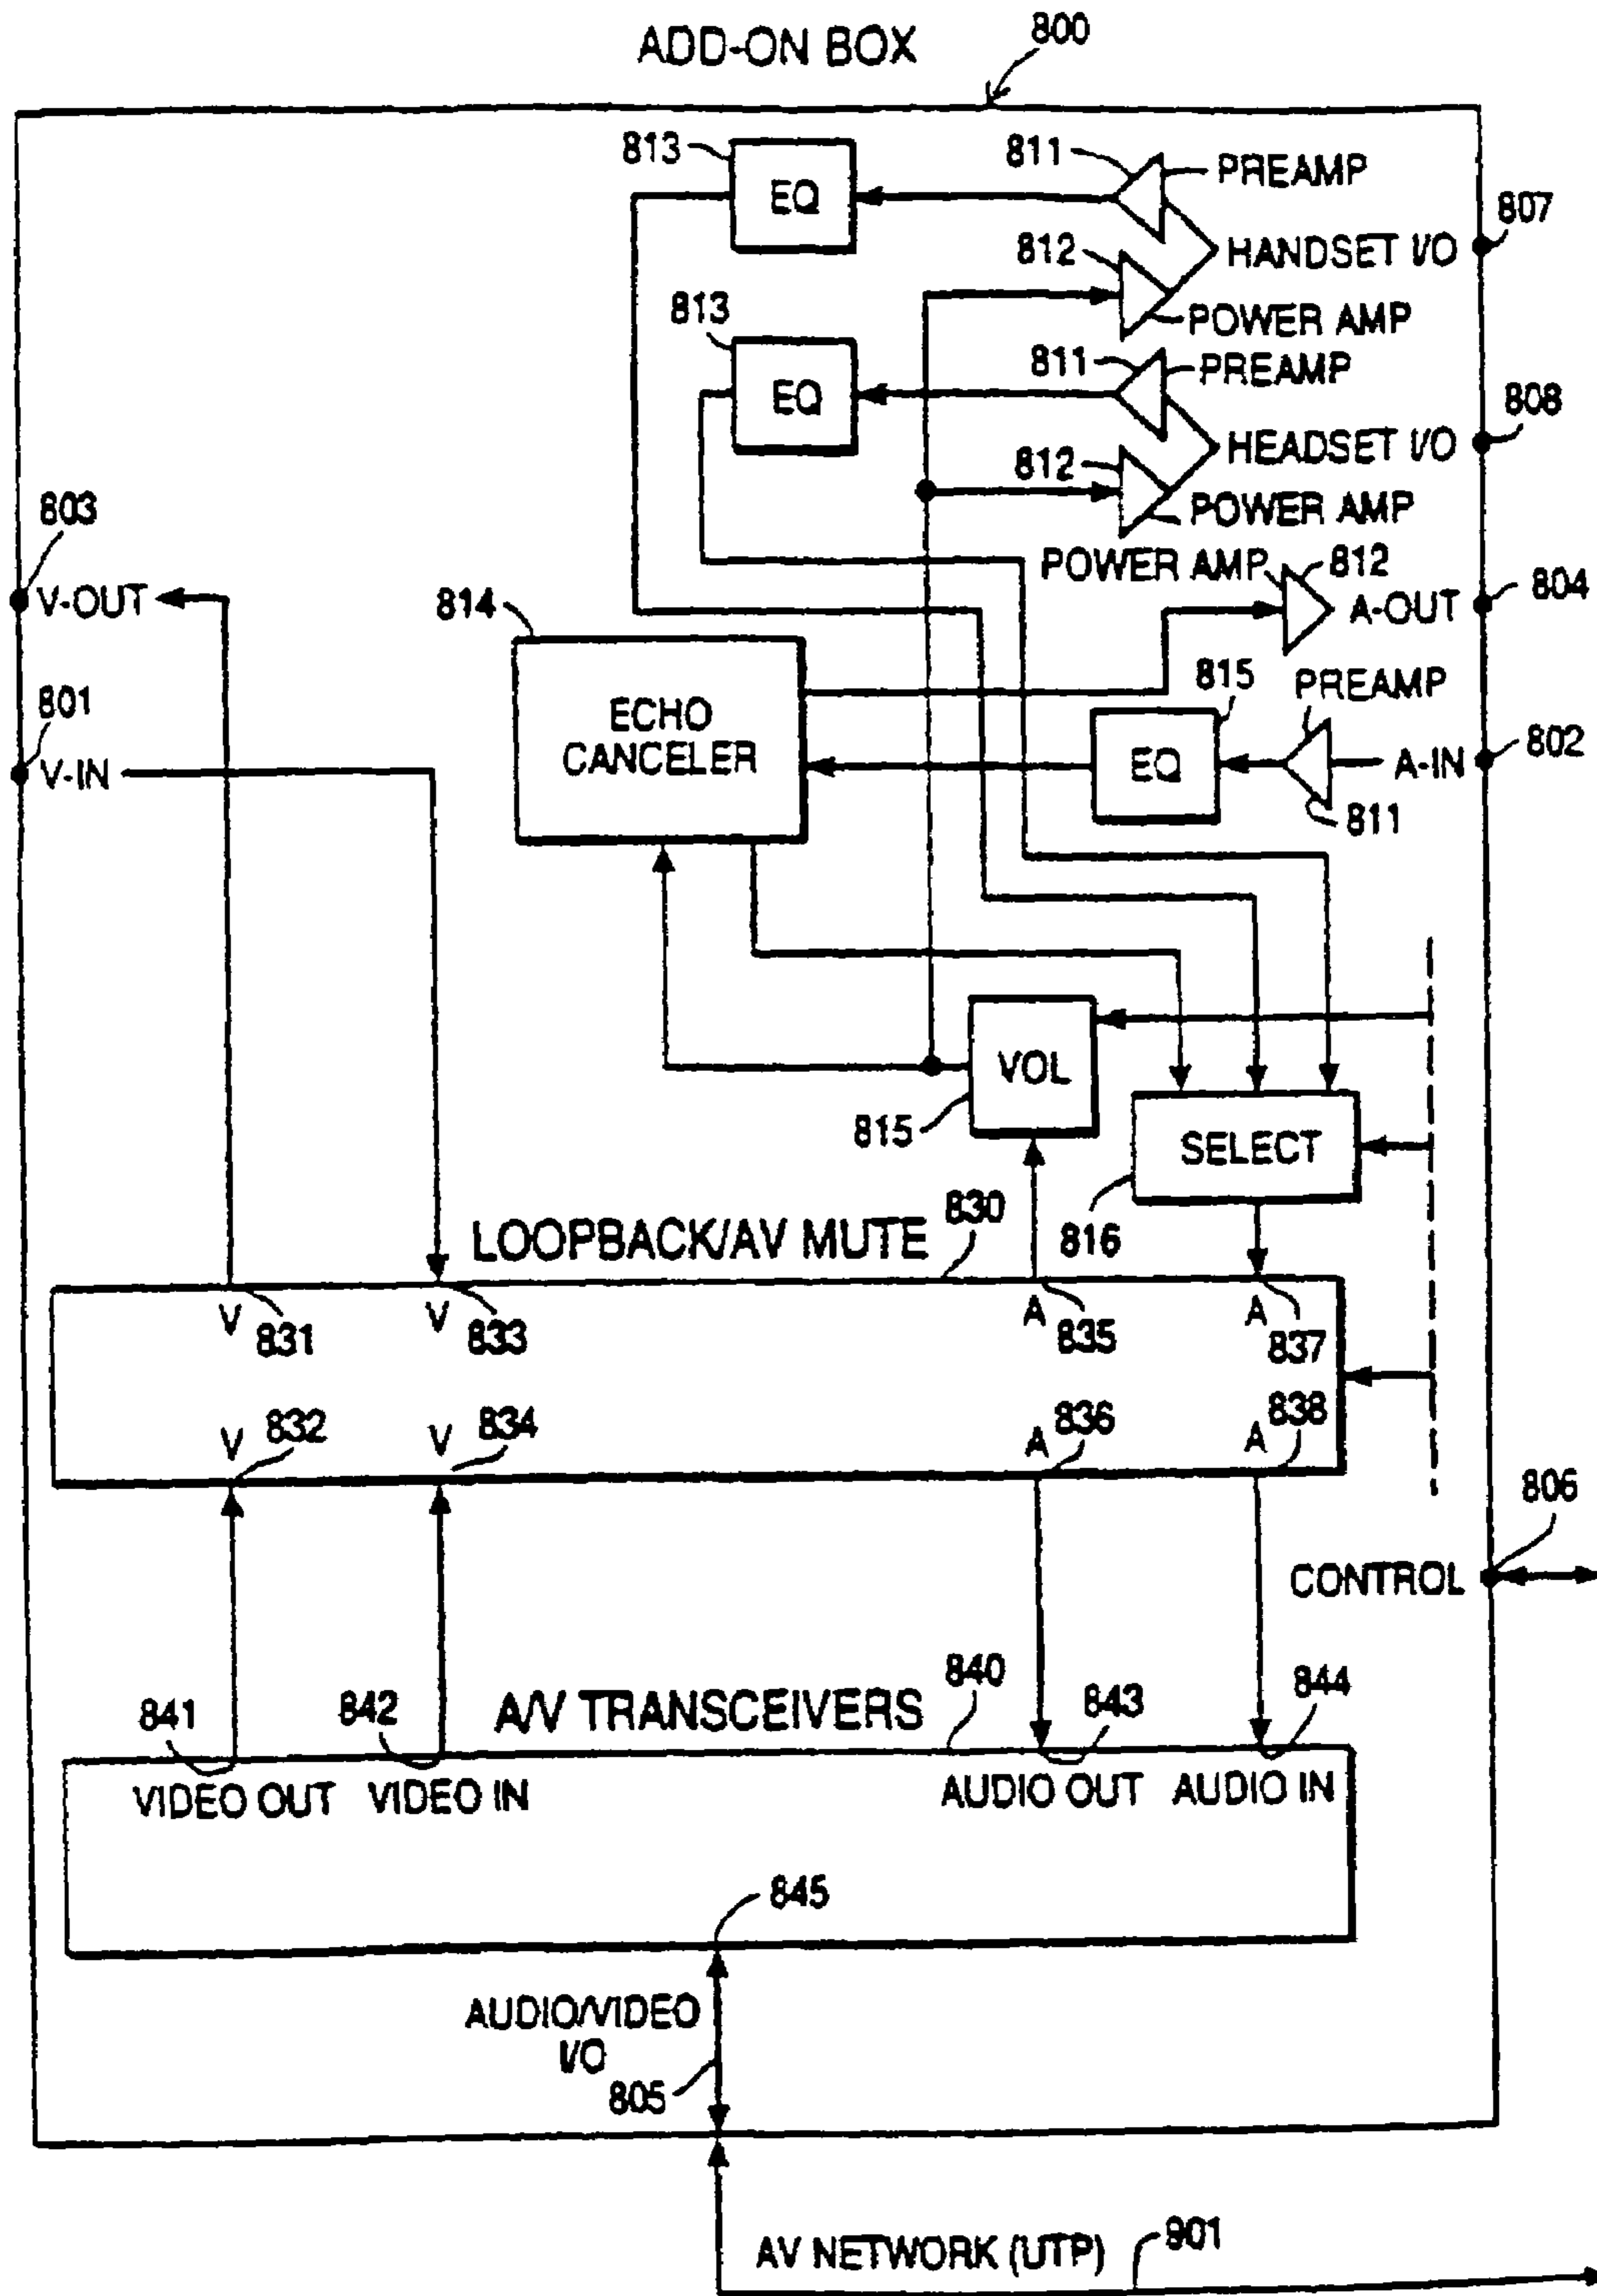 ADD-ON BOX
800
813
EQ
811
PREAMP
807
HANDSET I/O
812
POWER AMP
813
EQ
811
PREAMP
808
HEADSET I/O
812
POWER AMP
803
V-OUT
814
POWER AMP
812
A-OUT
804
801
V-IN
ECHO
CANCELER
815
EQ
PREAMP
811
A-IN
802
VOL
815
SELECT
816
LOOPBACK/AV MUTE
830
V
831
V
833
A
835
A
837
V
832
V
834
A
836
A
838
806
CONTROL
A/V TRANSCEIVERS
840
841
842
843
844
VIDEO OUT
VIDEO IN
AUDIO OUT
AUDIO IN
845
AUDIO/VIDEO
I/O
805
AV NETWORK (UTP)
901